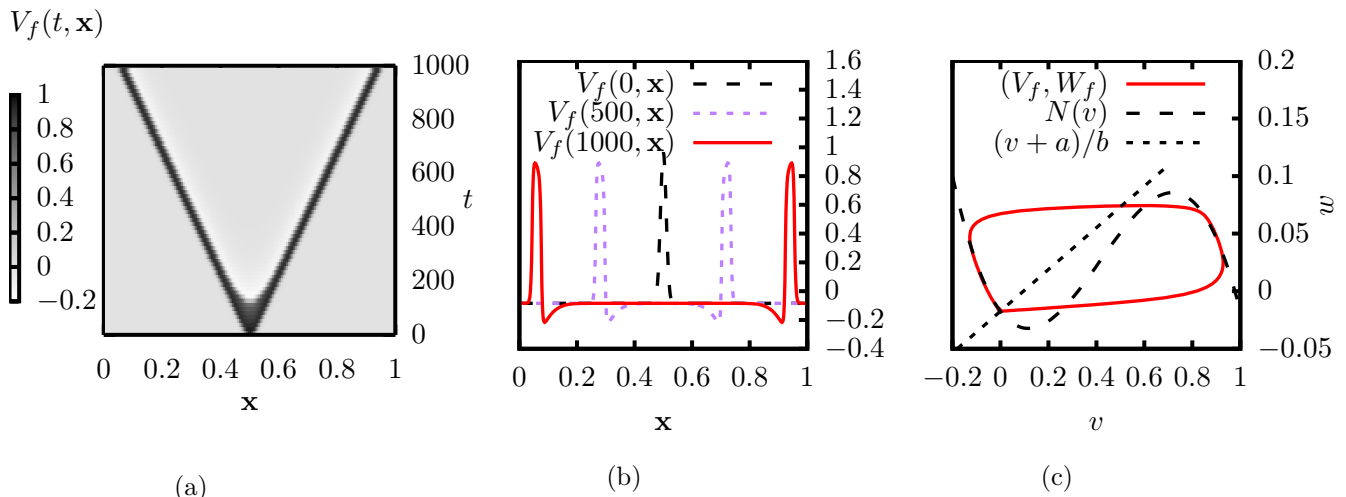 V_f(t, x)
1
0.8
0.6
0.4
0.2
0
−0.2
1000
800
600
400
200
0
t
0 0.2 0.4 0.6 0.8 1
x
(a)
V_f(0, x)
V_f(500, x)
V_f(1000, x)
1.6
1.4
1.2
1
0.8
0.6
0.4
0.2
0
−0.2
−0.4
0 0.2 0.4 0.6 0.8 1
x
(b)
(V_f, W_f)
N(v)
(v + a)/b
0.2
0.15
0.1
0.05
0
−0.05
w
−0.2 0 0.2 0.4 0.6 0.8 1
v
(c)